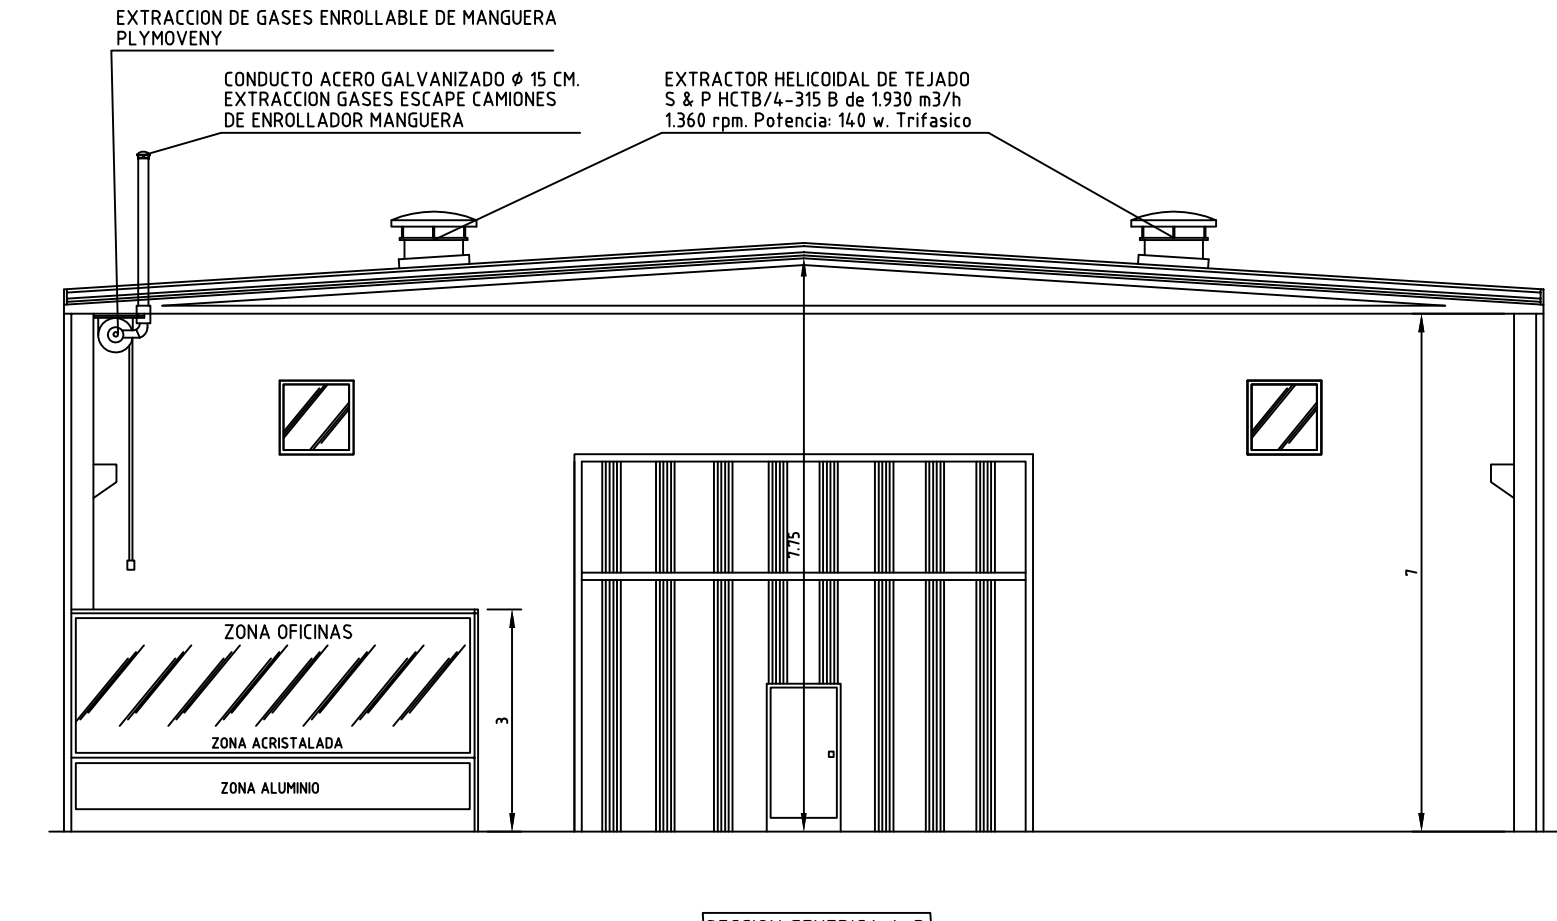 EXTRACCION DE GASES ENROLLABLE DE MANGUERA
PLYMOVENY
CONDUCTO ACERO GALVANIZADO Ø 15 CM.
EXTRACCION GASES ESCAPE CAMIONES
DE ENROLLADOR MANGUERA
EXTRACTOR HELICOIDAL DE TEJADO
S & P HCTB/4-315 B de 1.930 m3/h
1.360 rpm. Potencia: 140 w. Trifasico
7.75
7
ZONA OFICINAS
3
ZONA ACRISTALADA
ZONA ALUMINIO